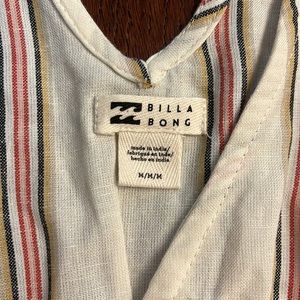 BILLA
BONG
made in india/
fabriqué en inde/
hecho en india
M/M/M